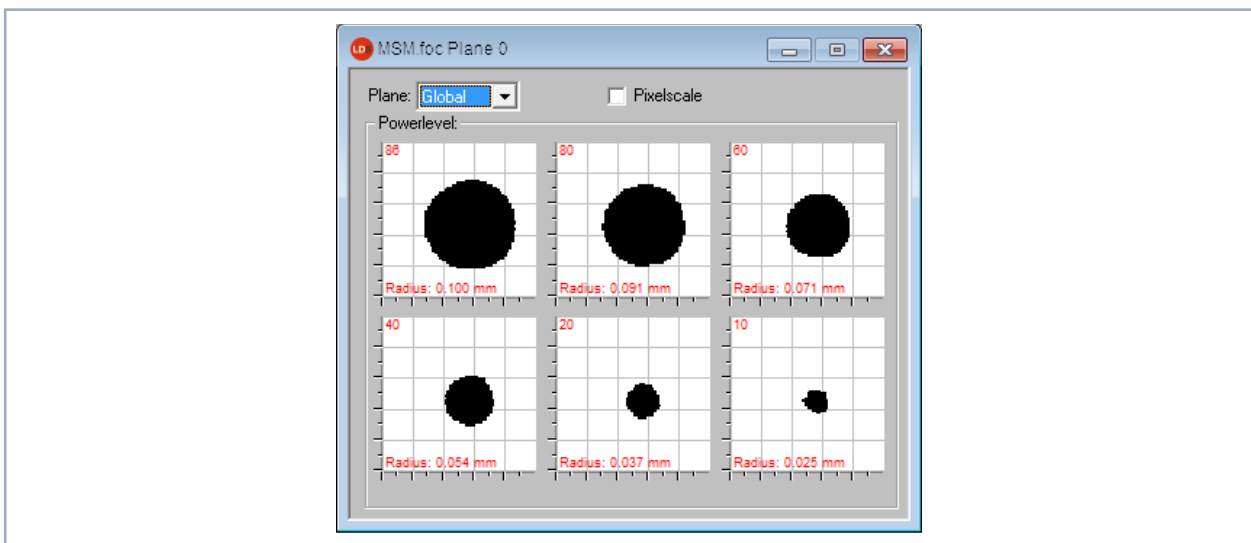 LD MSM.foc Plane 0
Plane: Global Pixelscale
Powerlevel:
86 80 60
Radius: 0.100 mm Radius: 0.091 mm Radius: 0.071 mm
40 20 10
Radius: 0.054 mm Radius: 0.037 mm Radius: 0.025 mm